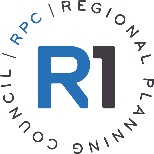 RPC | REGIONAL PLANNING COUNCIL /
R1